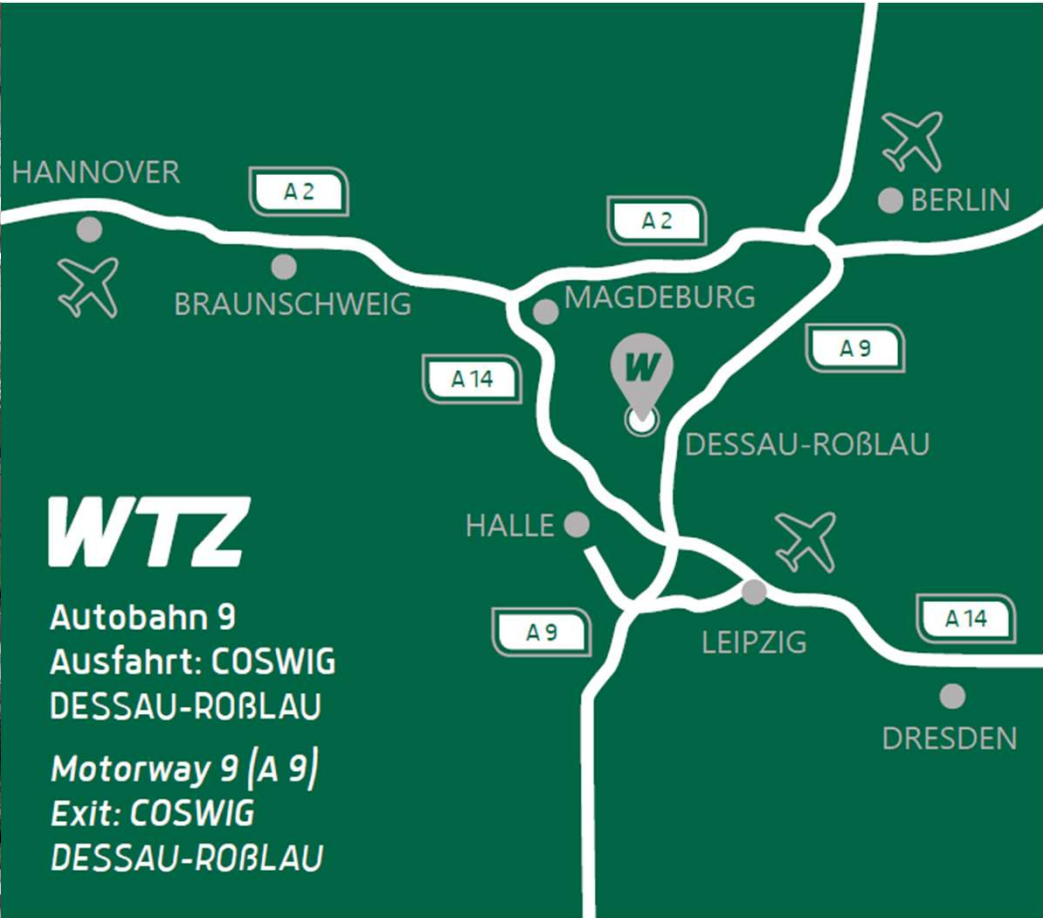 HANNOVER
A 2
A 2
BERLIN
BRAUNSCHWEIG
MAGDEBURG
A 9
W
A 14
DESSAU-ROßLAU
WTZ
HALLE
Autobahn 9
Ausfahrt: COSWIG
DESSAU-ROßLAU
A 9
LEIPZIG
A 14
DRESDEN
Motorway 9 (A 9)
Exit: COSWIG
DESSAU-ROßLAU